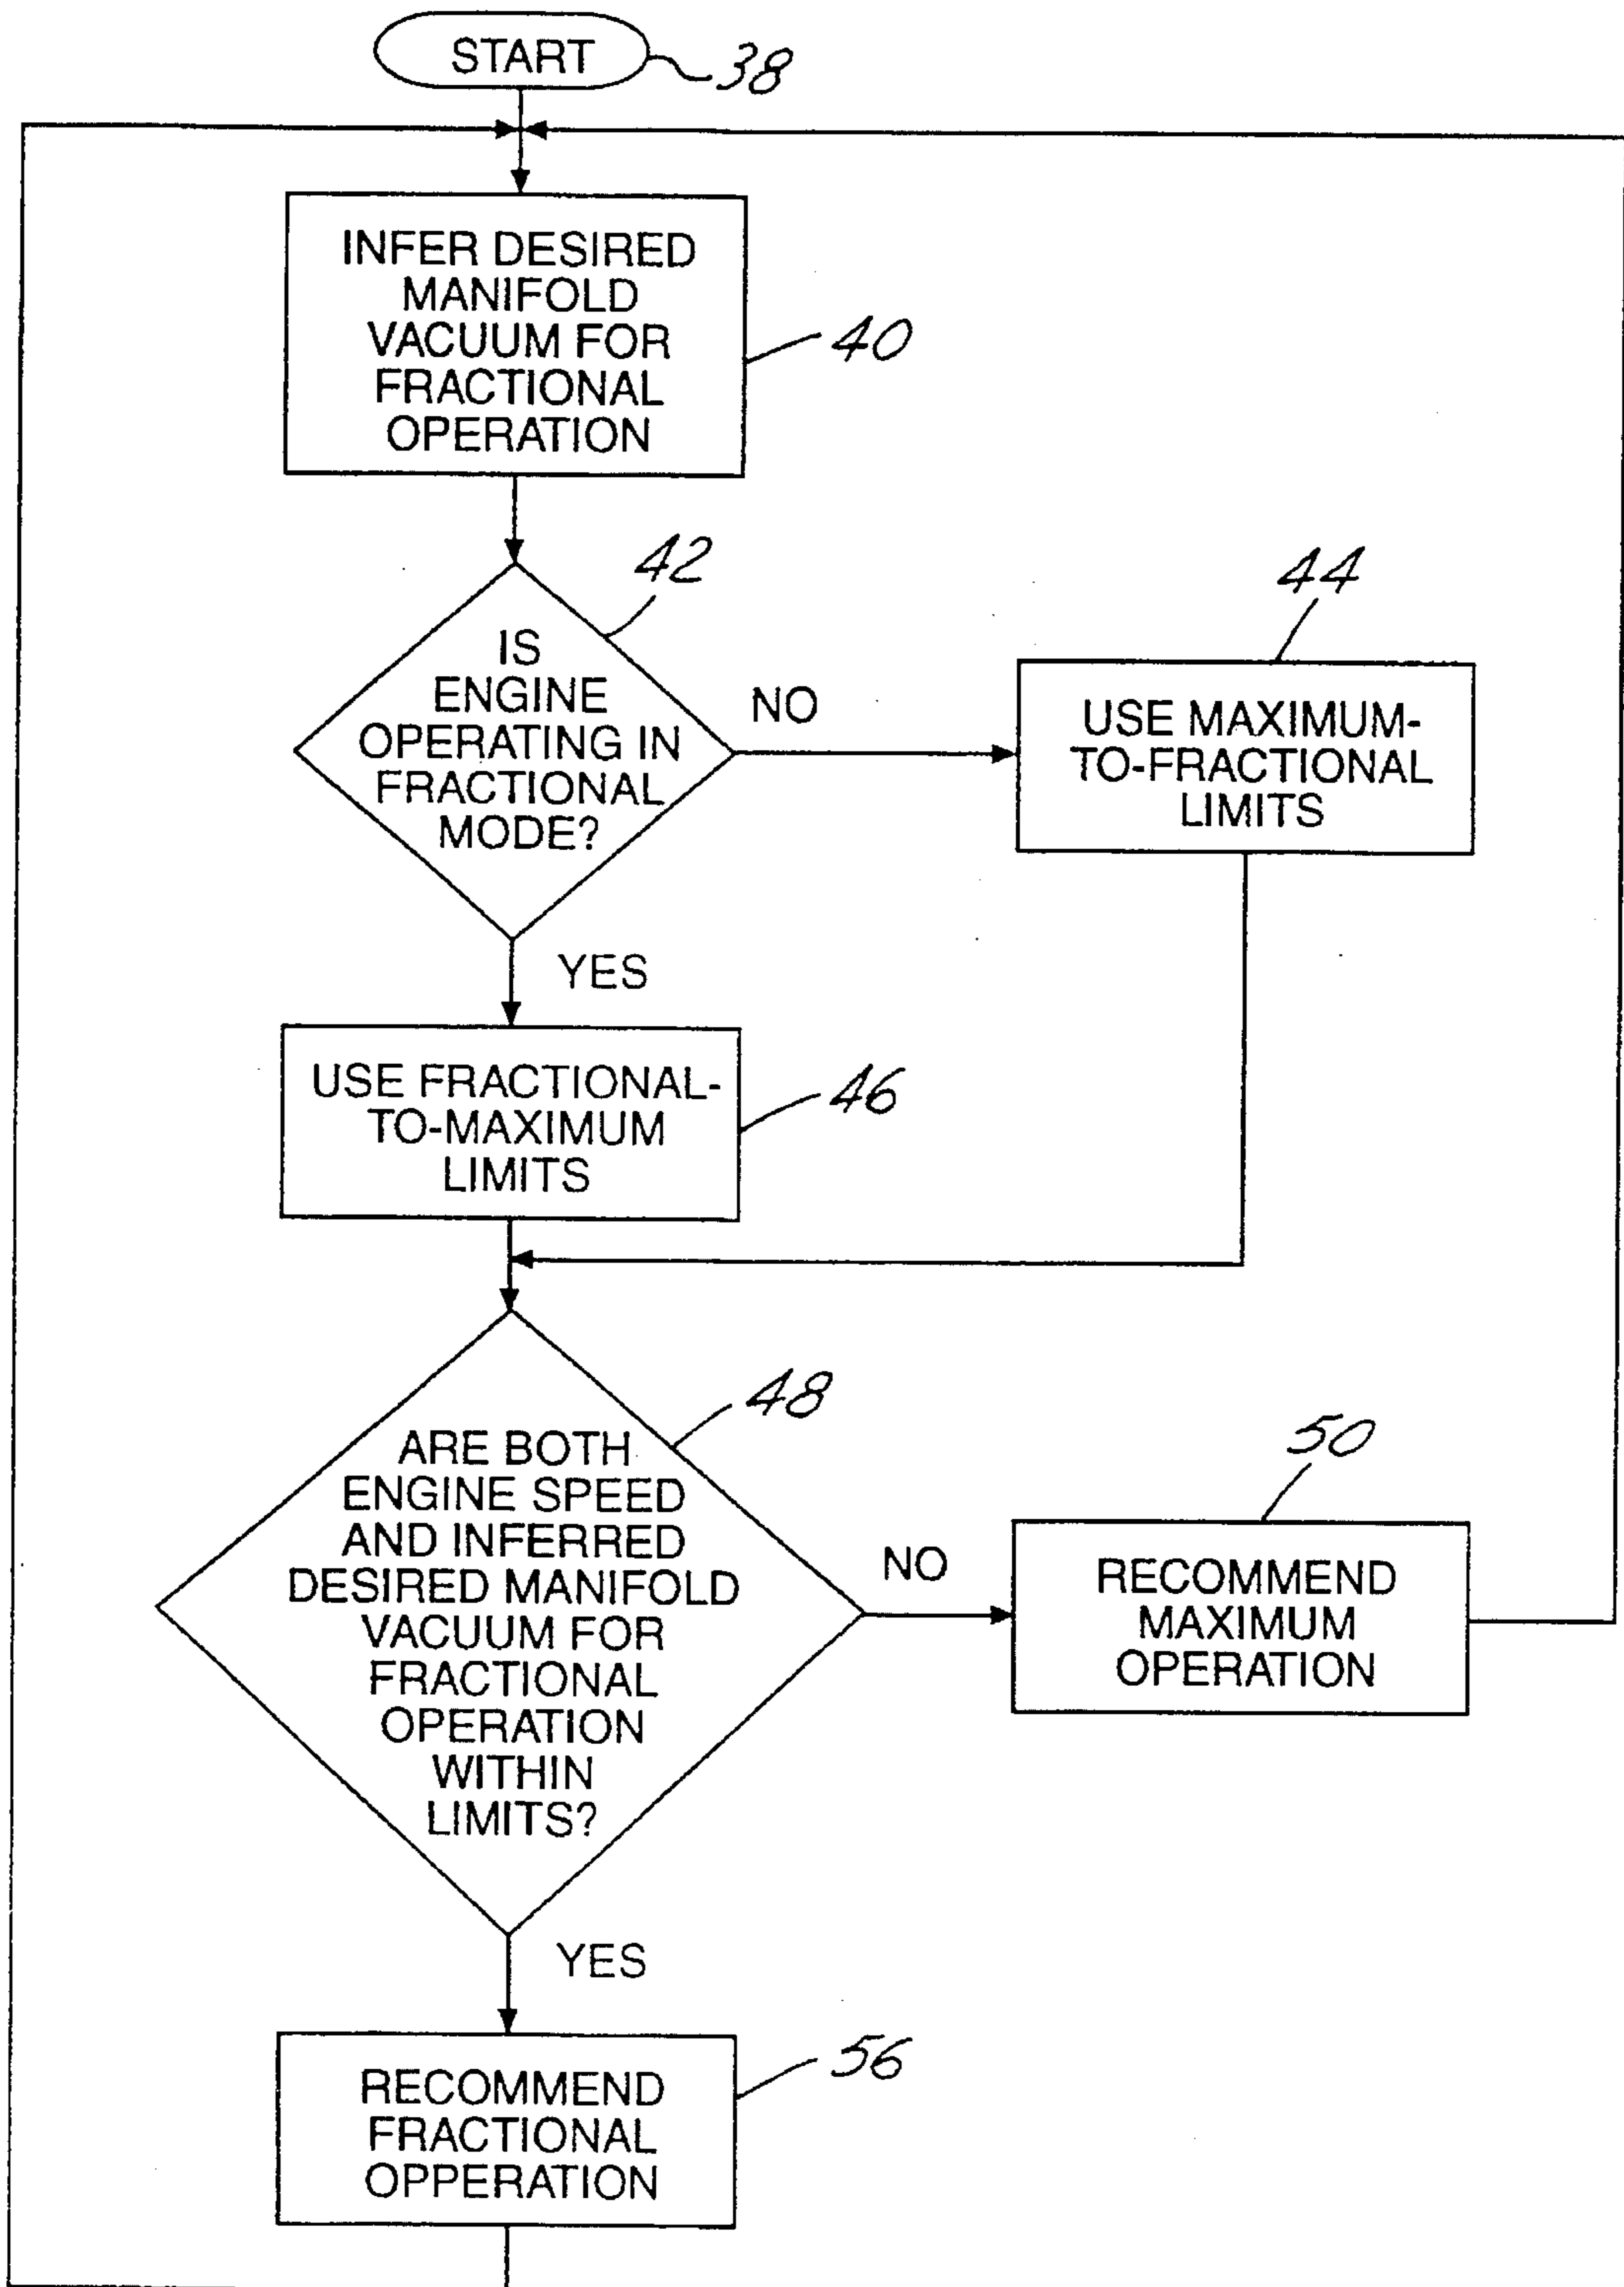 START
38
INFER DESIRED
MANIFOLD
VACUUM FOR
FRACTIONAL
OPERATION
40
42
IS
ENGINE
OPERATING IN
FRACTIONAL
MODE?
NO
44
USE MAXIMUM-
TO-FRACTIONAL
LIMITS
YES
USE FRACTIONAL-
TO-MAXIMUM
LIMITS
46
48
ARE BOTH
ENGINE SPEED
AND INFERRED
DESIRED MANIFOLD
VACUUM FOR
FRACTIONAL
OPERATION
WITHIN
LIMITS?
NO
50
RECOMMEND
MAXIMUM
OPERATION
YES
RECOMMEND
FRACTIONAL
OPPERATION
56